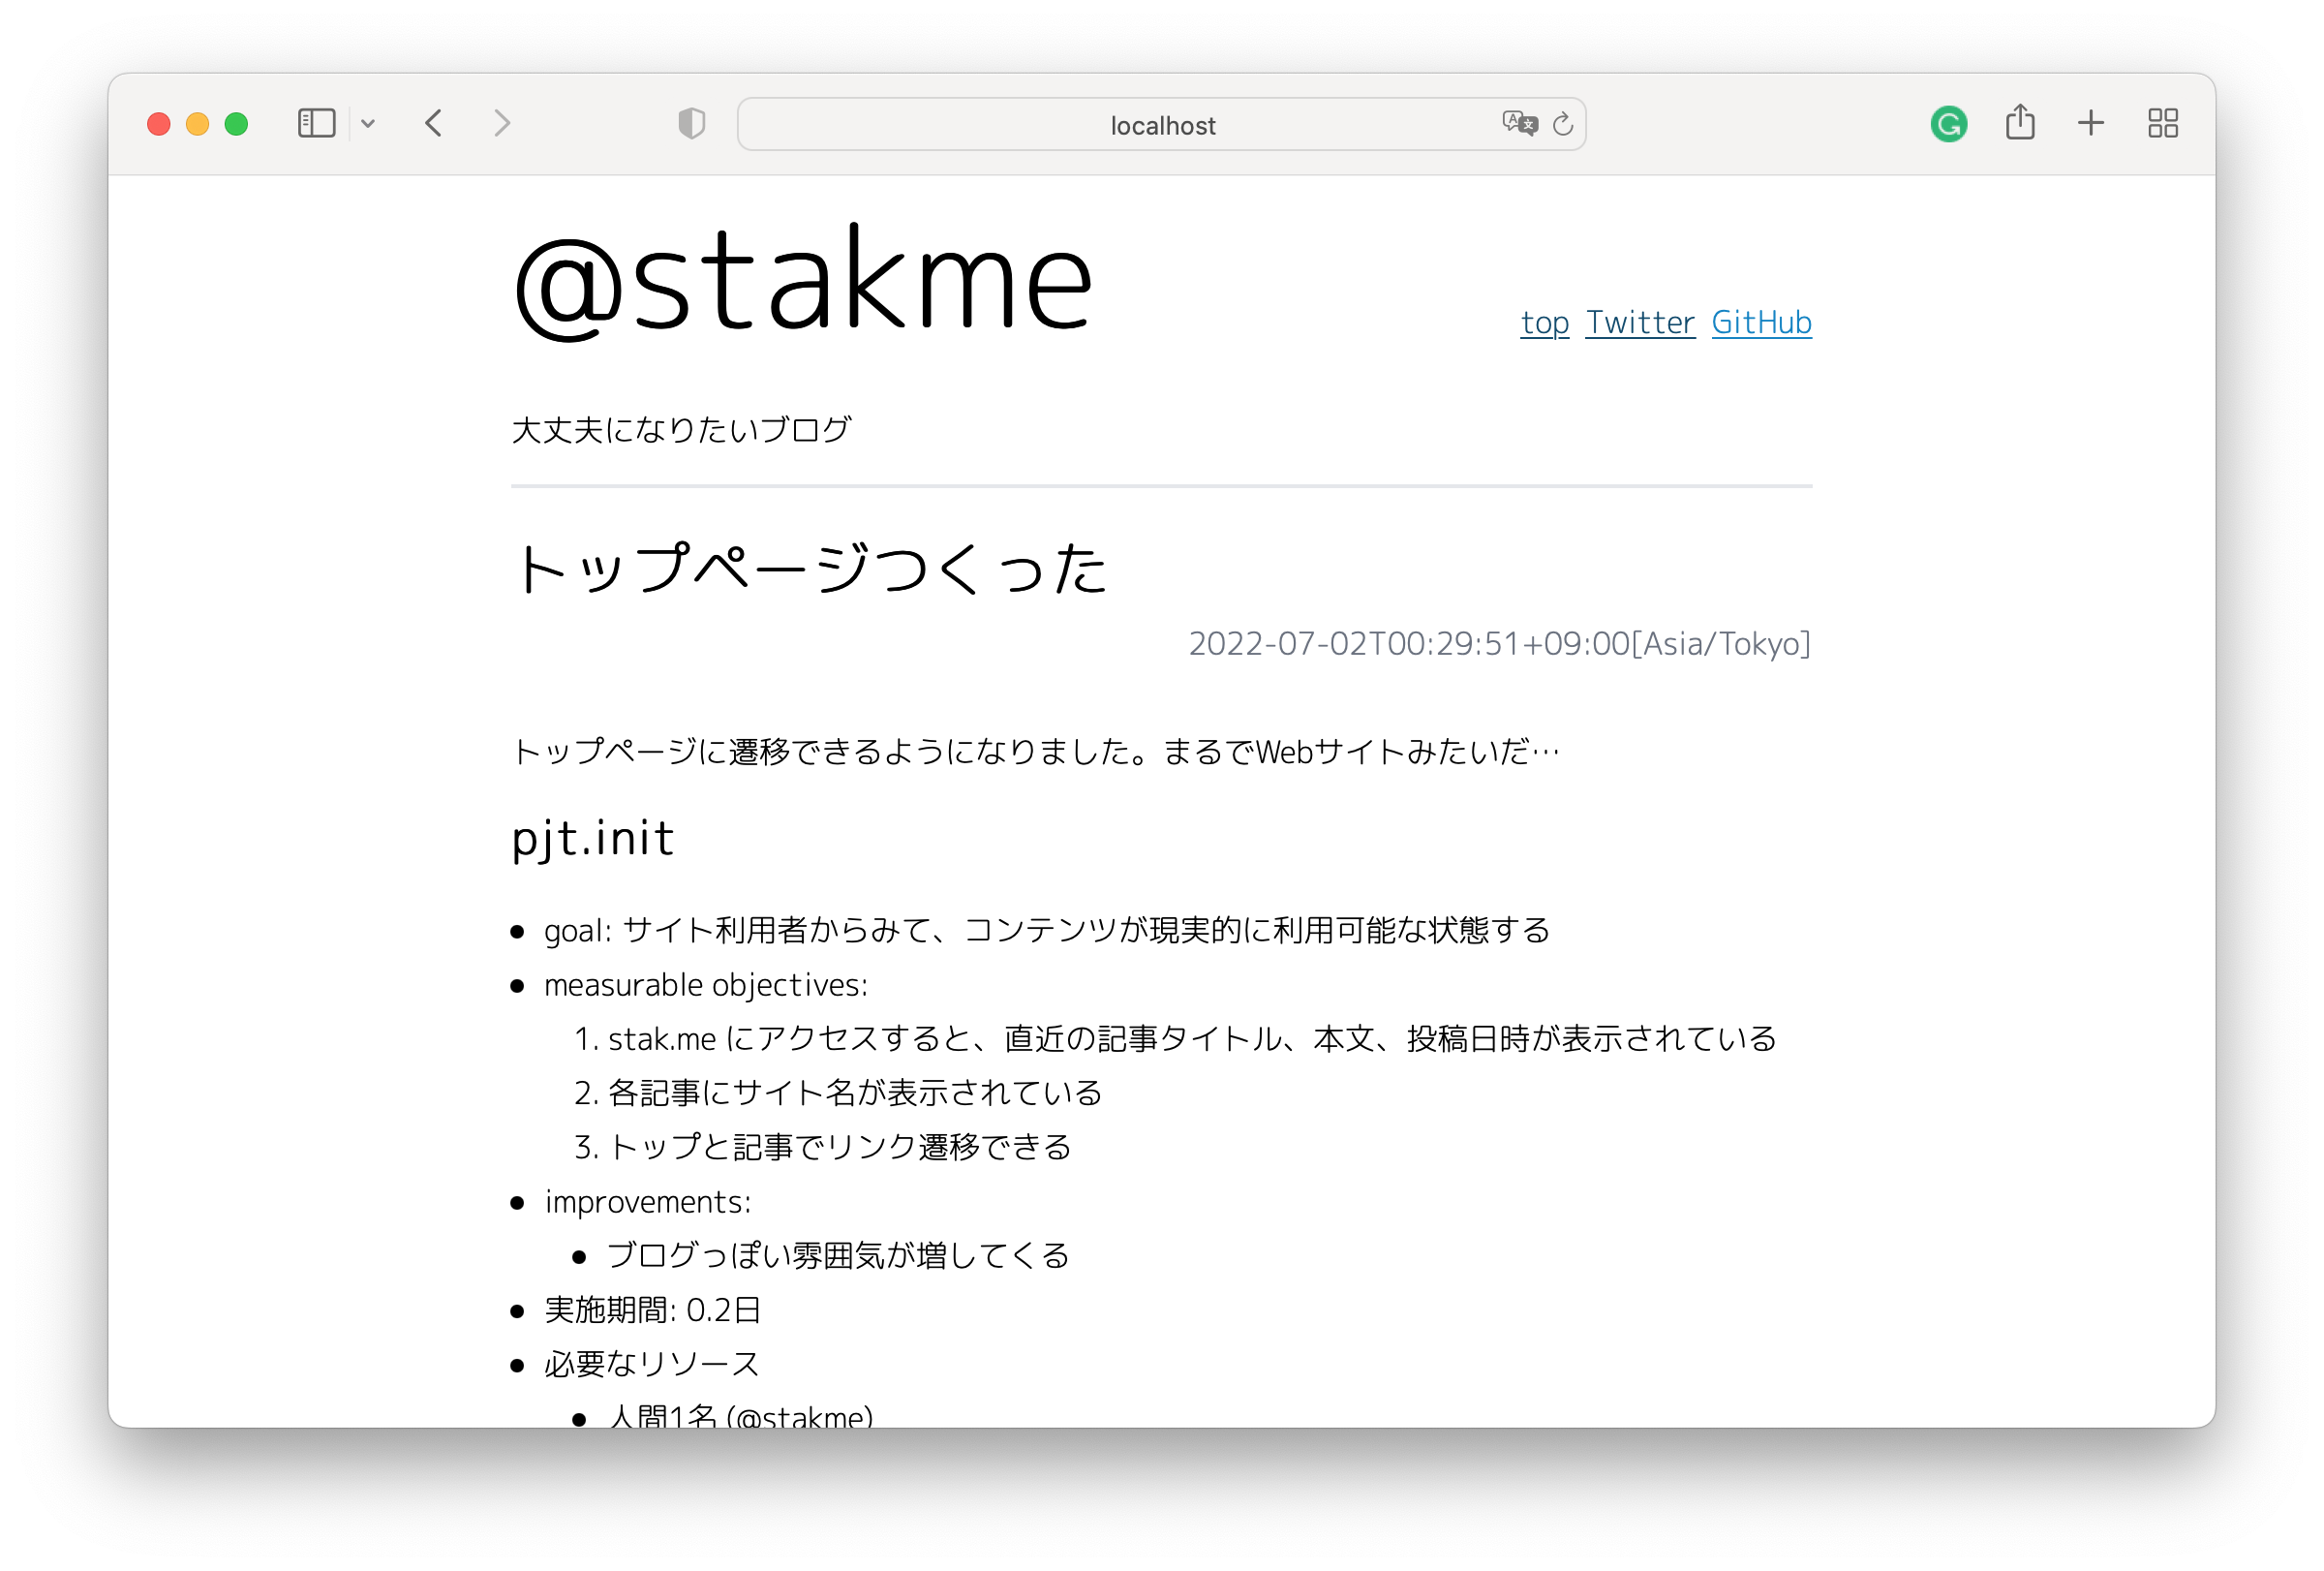 localhost
@stakme
top Twitter GitHub
大丈夫になりたいブログ
トップページつくった
2022-07-02T00:29:51+09:00[Asia/Tokyo]
トップページに遷移できるようになりました。まるでWebサイトみたいだ…
pjt.init
goal: サイト利用者からみて、コンテンツが現実的に利用可能な状態する
measurable objectives:
1. stak.me にアクセスすると、直近の記事タイトル、本文、投稿日時が表示されている
2. 各記事にサイト名が表示されている
3. トップと記事でリンク遷移できる
improvements:
ブログっぽい雰囲気が増してくる
実施期間: 0.2日
必要なリソース
人間1名 (@stakme)